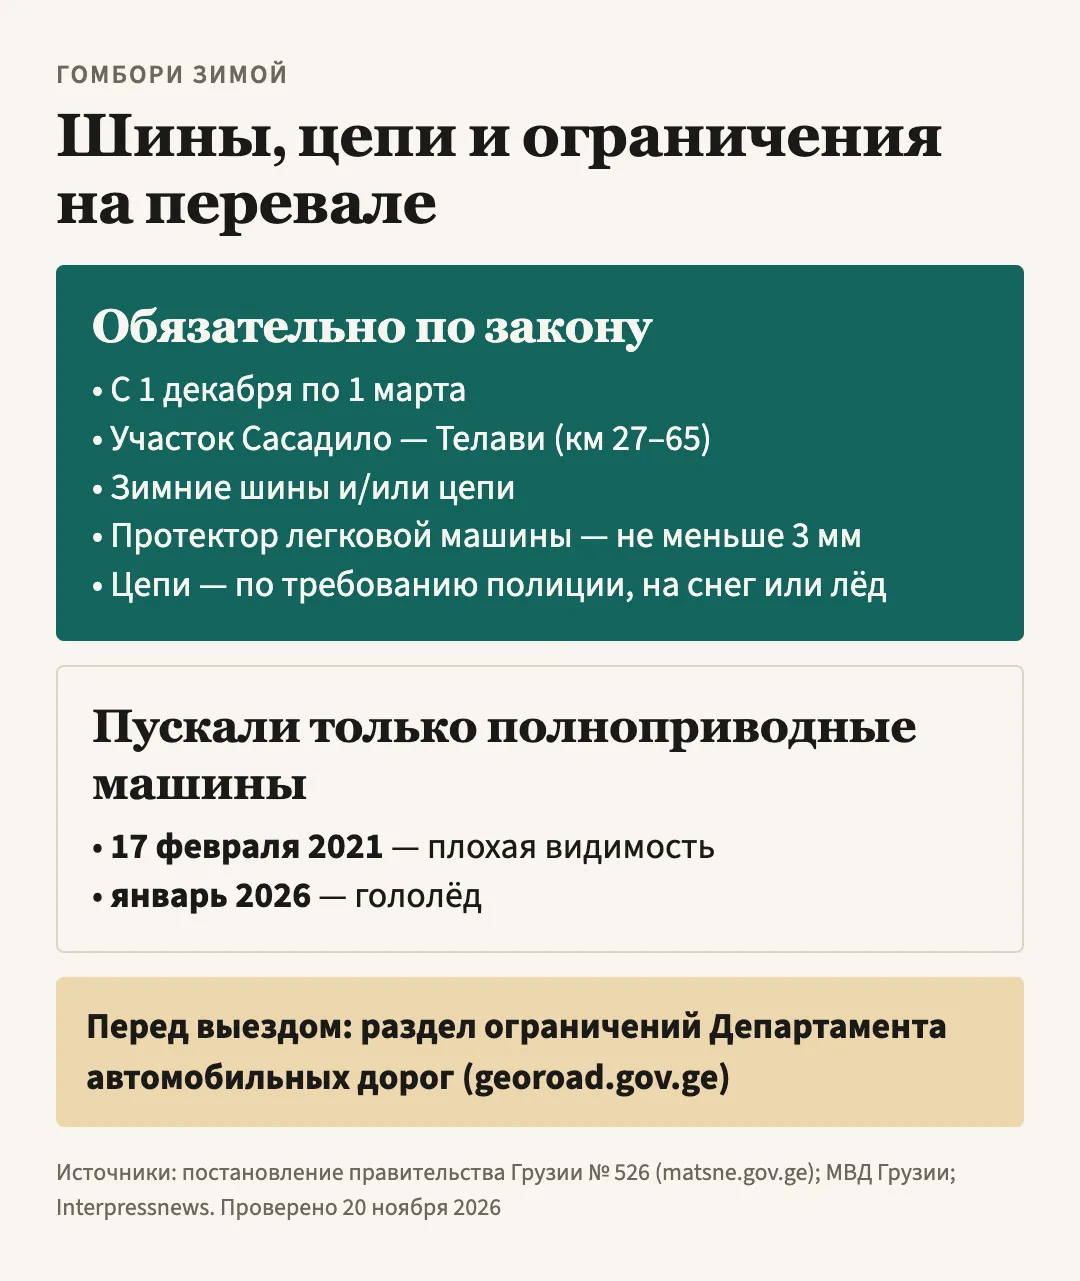 ГОМБОРИ ЗИМОЙ
Шины, цепи и ограничения
на перевале
Обязательно по закону
• С 1 декабря по 1 марта
• Участок Сасадило — Телави (км 27–65)
• Зимние шины и/или цепи
• Протектор легковой машины — не меньше 3 мм
• Цепи — по требованию полиции, на снег или лёд
Пускали только полноприводные
машины
• 17 февраля 2021 — плохая видимость
• январь 2026 — гололёд
Перед выездом: раздел ограничений Департамента
автомобильных дорог (georoad.gov.ge)
Источники: постановление правительства Грузии № 526 (matsne.gov.ge); МВД Грузии;
Interpressnews. Проверено 20 ноября 2026